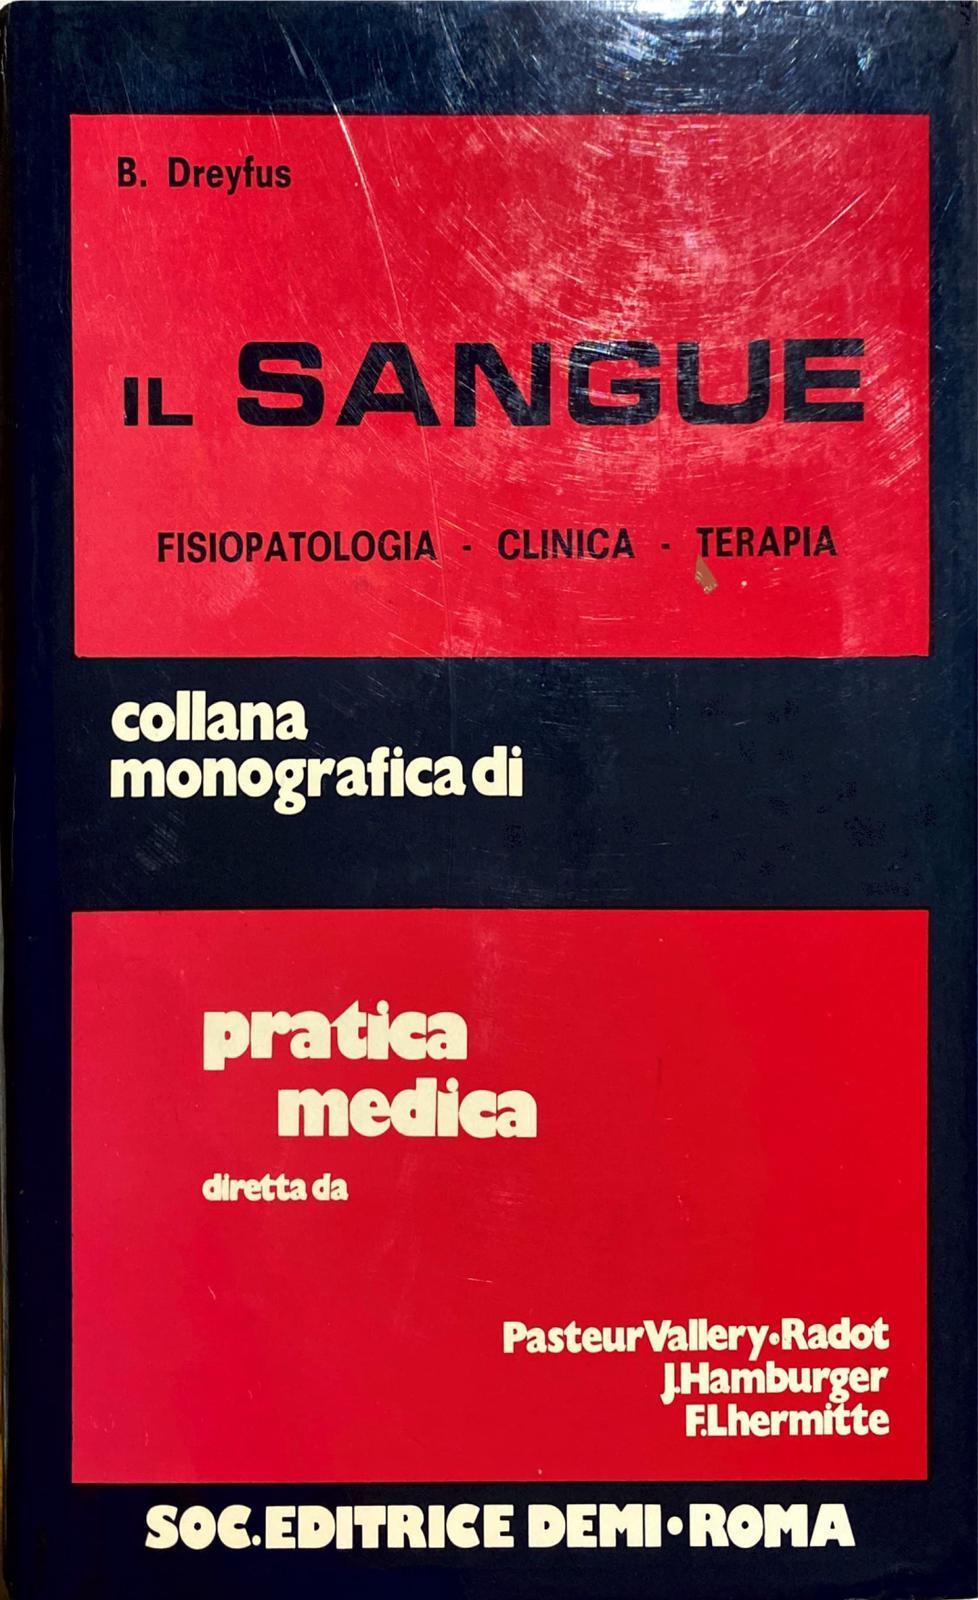 B. Dreyfus
IL SANGUE
FISIOPATOLOGIA - CLINICA - TERAPIA
collana
monografica di
pratica
medica
diretta da
Pasteur Vallery•Radot
J.Hamburger
F.Lhermitte
SOC.EDITRICE DEMI•ROMA